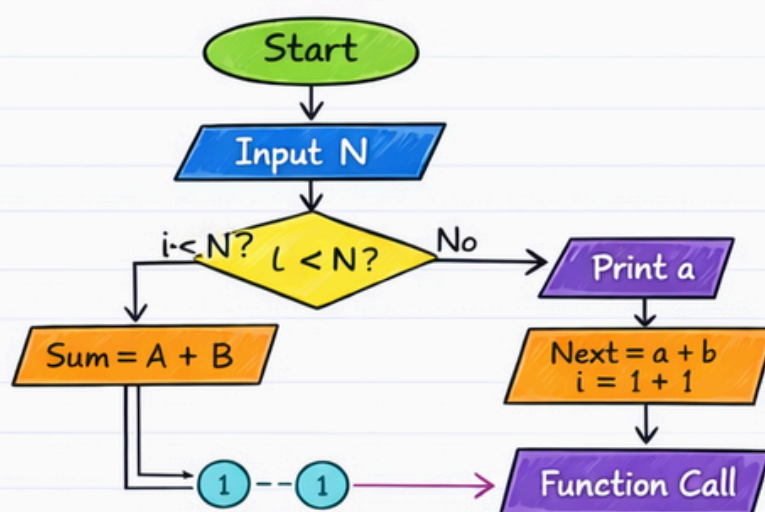 Start
Input N
i < N?
l < N?
No
Print a
Sum = A + B
Next = a + b
i = 1 + 1
1
1
Function Call